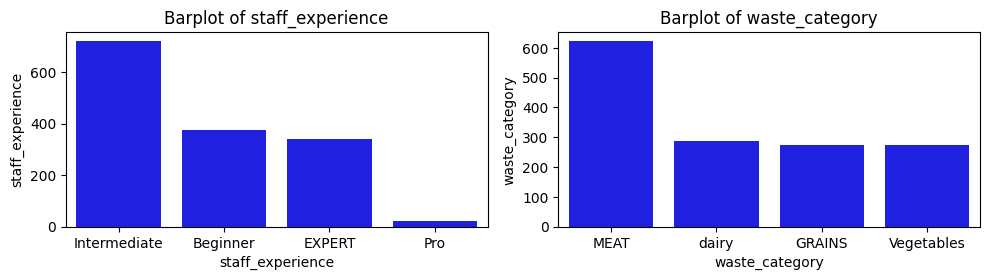 Barplot of staff_experience
staff_experience
600
400
200
0
Intermediate Beginner EXPERT Pro
staff_experience
Barplot of waste_category
waste_category
600
500
400
300
200
100
0
MEAT dairy GRAINS Vegetables
waste_category